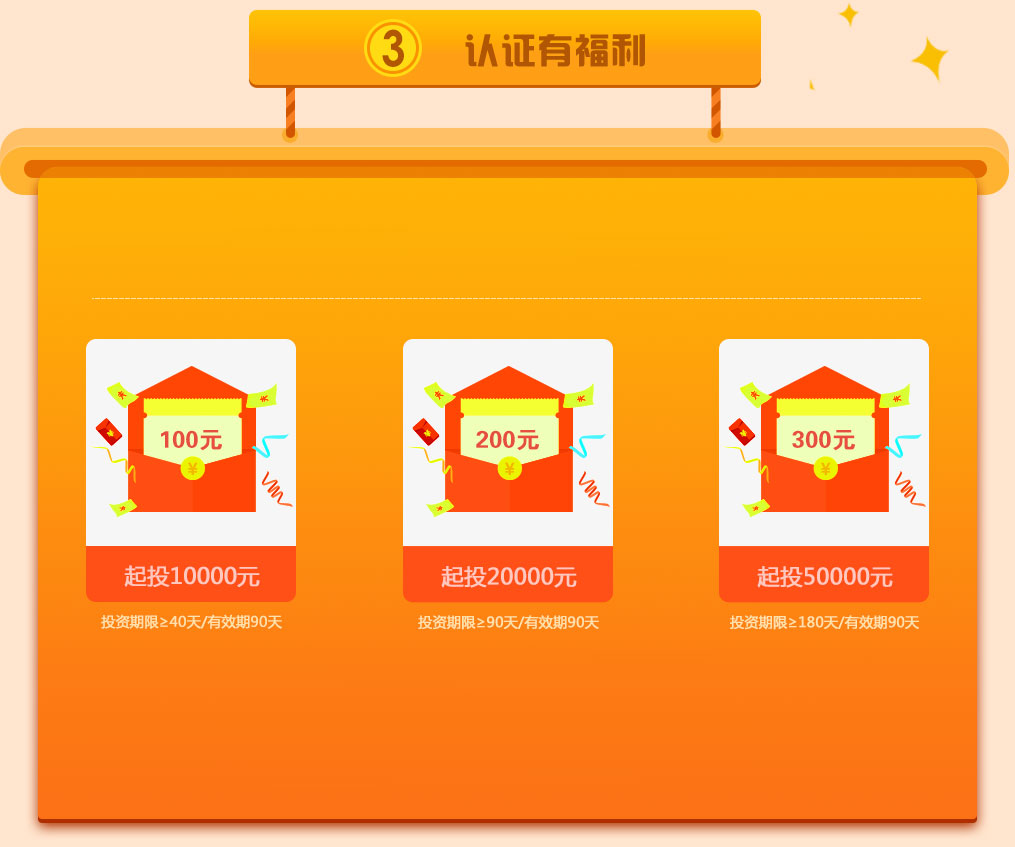 3 认证有福利
100元
¥
起投10000元
投资期限≥40天/有效期90天
200元
¥
起投20000元
投资期限≥90天/有效期90天
300元
¥
起投50000元
投资期限≥180天/有效期90天